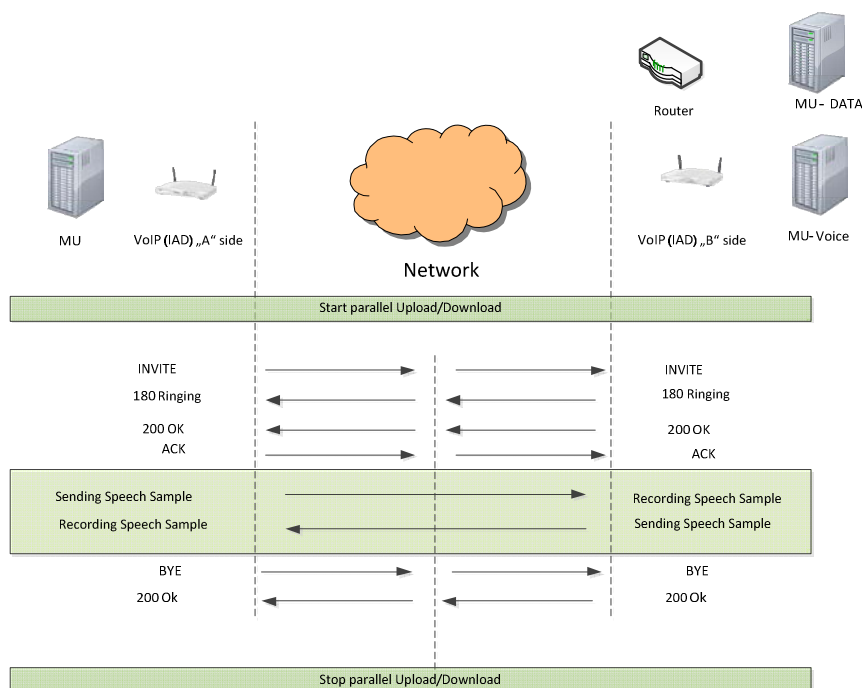 Router
MU- DATA
MU
VoIP (IAD) „A“ side
VoIP (IAD) „B“ side
MU-Voice
Network
Start parallel Upload/Download
INVITE
INVITE
180 Ringing
180 Ringing
200 OK
200 OK
ACK
ACK
Sending Speech Sample
Recording Speech Sample
Recording Speech Sample
Sending Speech Sample
BYE
BYE
200 Ok
200 Ok
Stop parallel Upload/Download